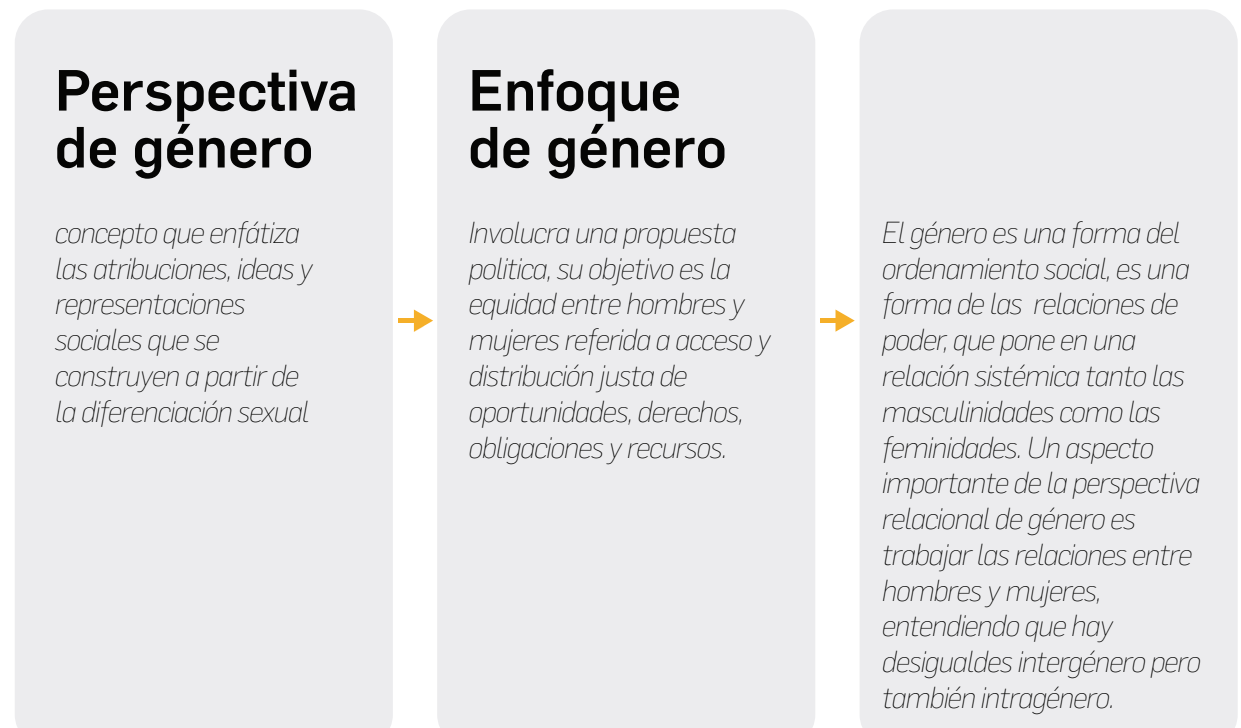 Perspectiva
de género
concepto que enfátiza
las atribuciones, ideas y
representaciones
sociales que se
construyen a partir de
la diferenciación sexual
Enfoque
de género
Involucra una propuesta
politica, su objetivo es la
equidad entre hombres y
mujeres referida a acceso y
distribución justa de
oportunidades, derechos,
obligaciones y recursos.
El género es una forma del
ordenamiento social, es una
forma de las  relaciones de
poder, que pone en una
relación sistémica tanto las
masculinidades como las
feminidades. Un aspecto
importante de la perspectiva
relacional de género es
trabajar las relaciones entre
hombres y mujeres,
entendiendo que hay
desigualdes intergénero pero
también intragénero.